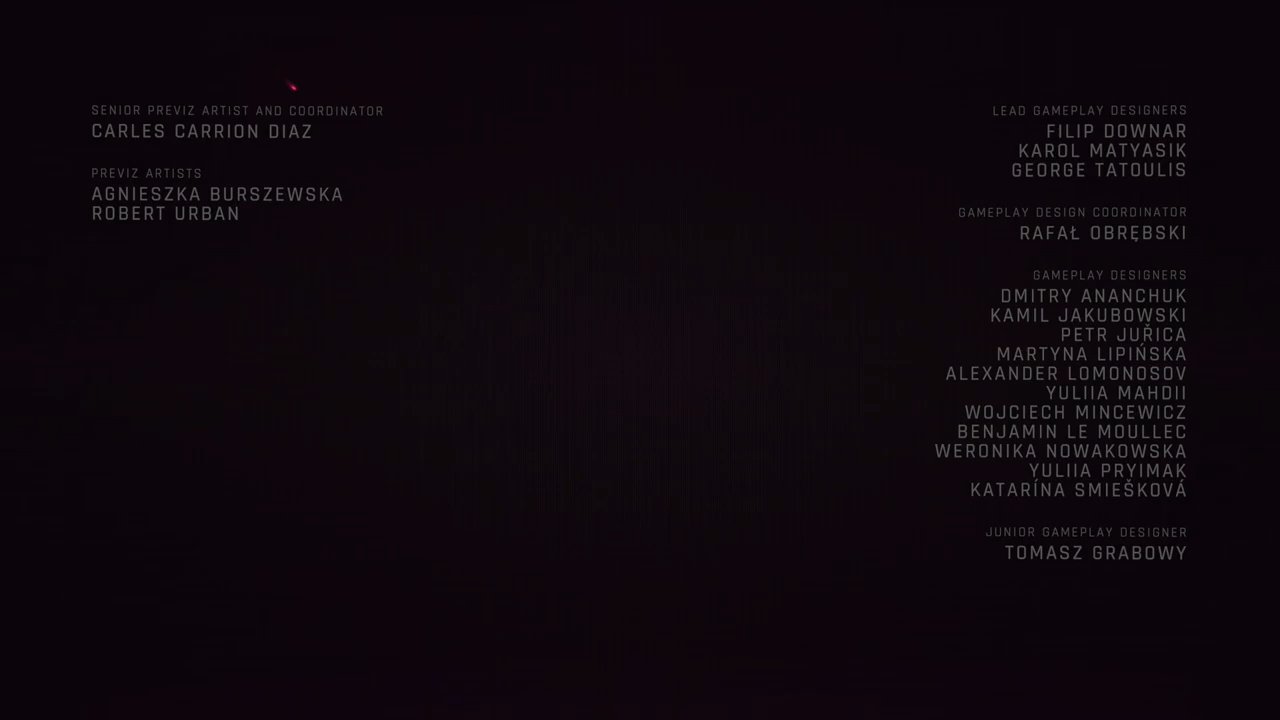 SENIOR PREVIZ ARTIST AND COORDINATOR
CARLES CARRION DIAZ
PREVIZ ARTISTS
AGNIESZKA BURSZEWSKA
ROBERT URBAN
LEAD GAMEPLAY DESIGNERS
FILIP DOWNAR
KAROL MATYASIK
GEORGE TATOULIS
GAMEPLAY DESIGN COORDINATOR
RAFAŁ OBRĘBSKI
GAMEPLAY DESIGNERS
DMITRY ANANCHUK
KAMIL JAKUBOWSKI
PETR JUŘICA
MARTYNA LIPIŃSKA
ALEXANDER LOMONOSOV
YULIIA MAHDII
WOJCIECH MINCEWICZ
BENJAMIN LE MOULLEC
WERONIKA NOWAKOWSKA
YULIIA PRYIMAK
KATARÍNA SMIEŠKOVÁ
JUNIOR GAMEPLAY DESIGNER
TOMASZ GRABOWY